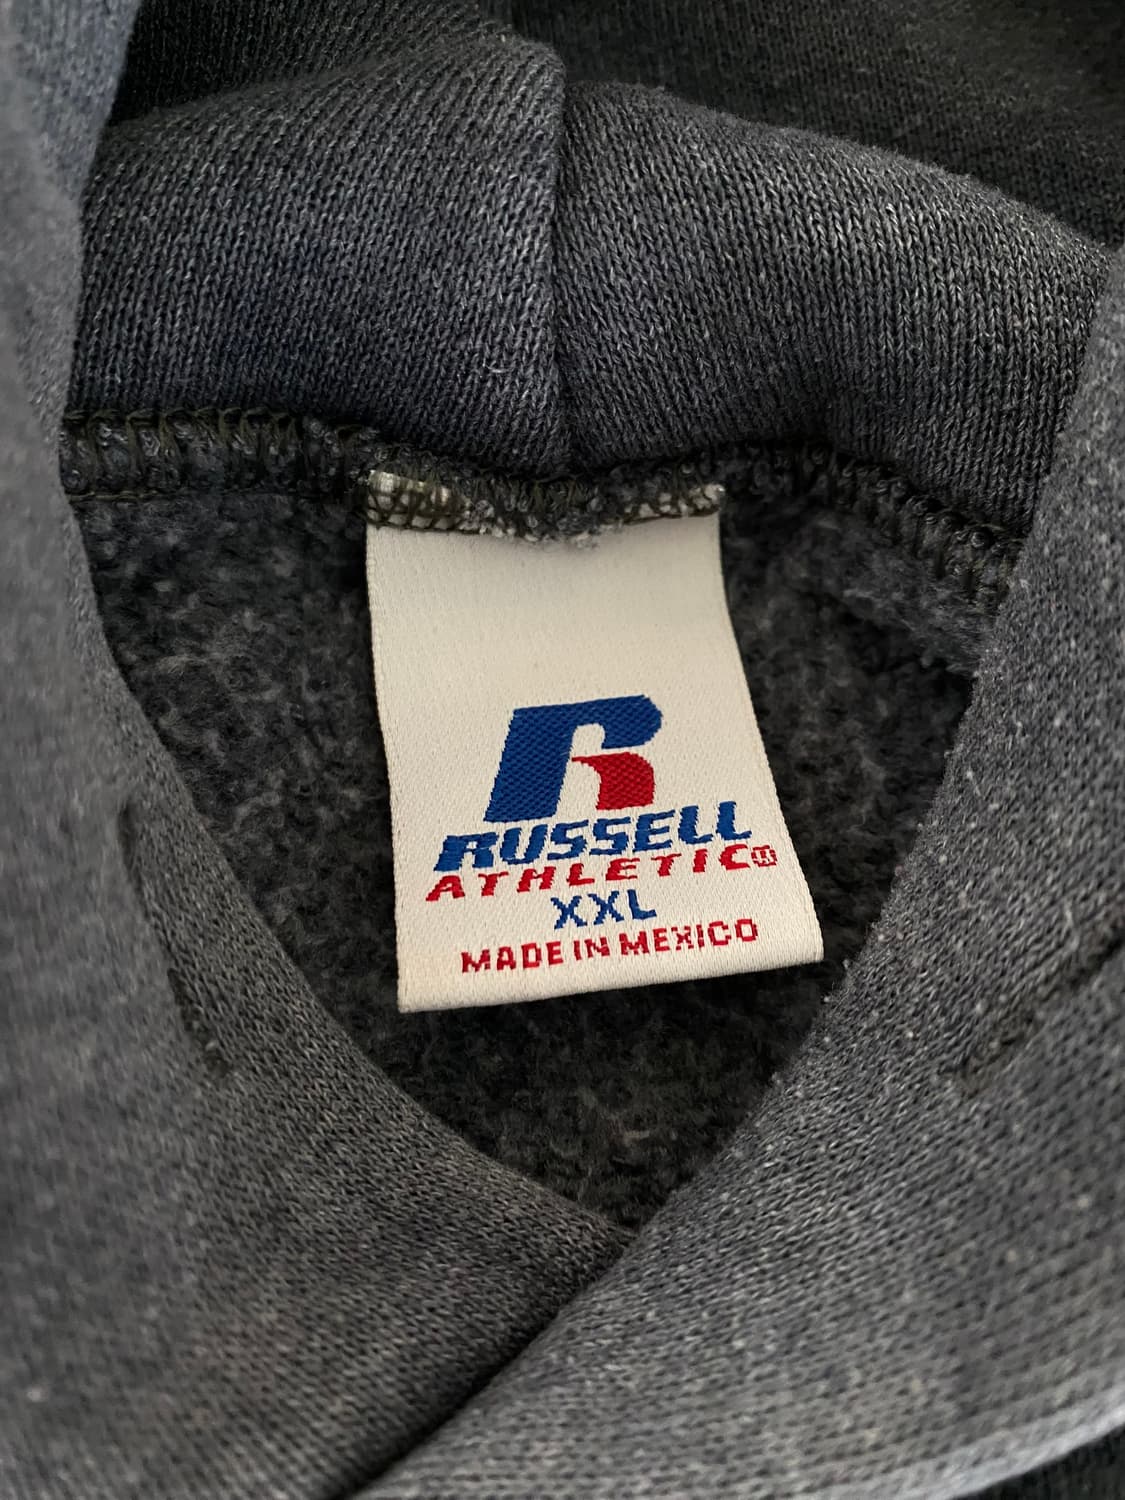 R
RUSSELL
ATHLETIC®
XXL
MADE IN MEXICO